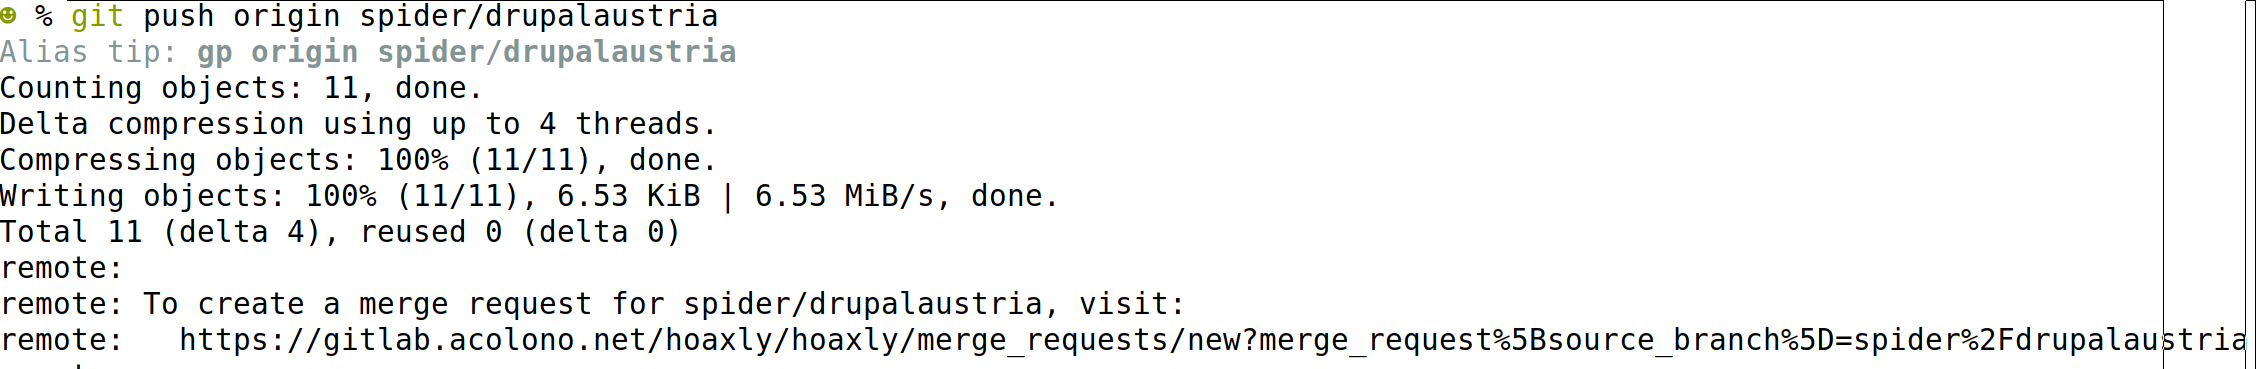 ☻ % git push origin spider/drupalaustria
Alias tip: gp origin spider/drupalaustria
Counting objects: 11, done.
Delta compression using up to 4 threads.
Compressing objects: 100% (11/11), done.
Writing objects: 100% (11/11), 6.53 KiB | 6.53 MiB/s, done.
Total 11 (delta 4), reused 0 (delta 0)
remote:
remote: To create a merge request for spider/drupalaustria, visit:
remote:   https://gitlab.acolono.net/hoaxly/hoaxly/merge_requests/new?merge_request%5Bsource_branch%5D=spider%2Fdrupalaustria